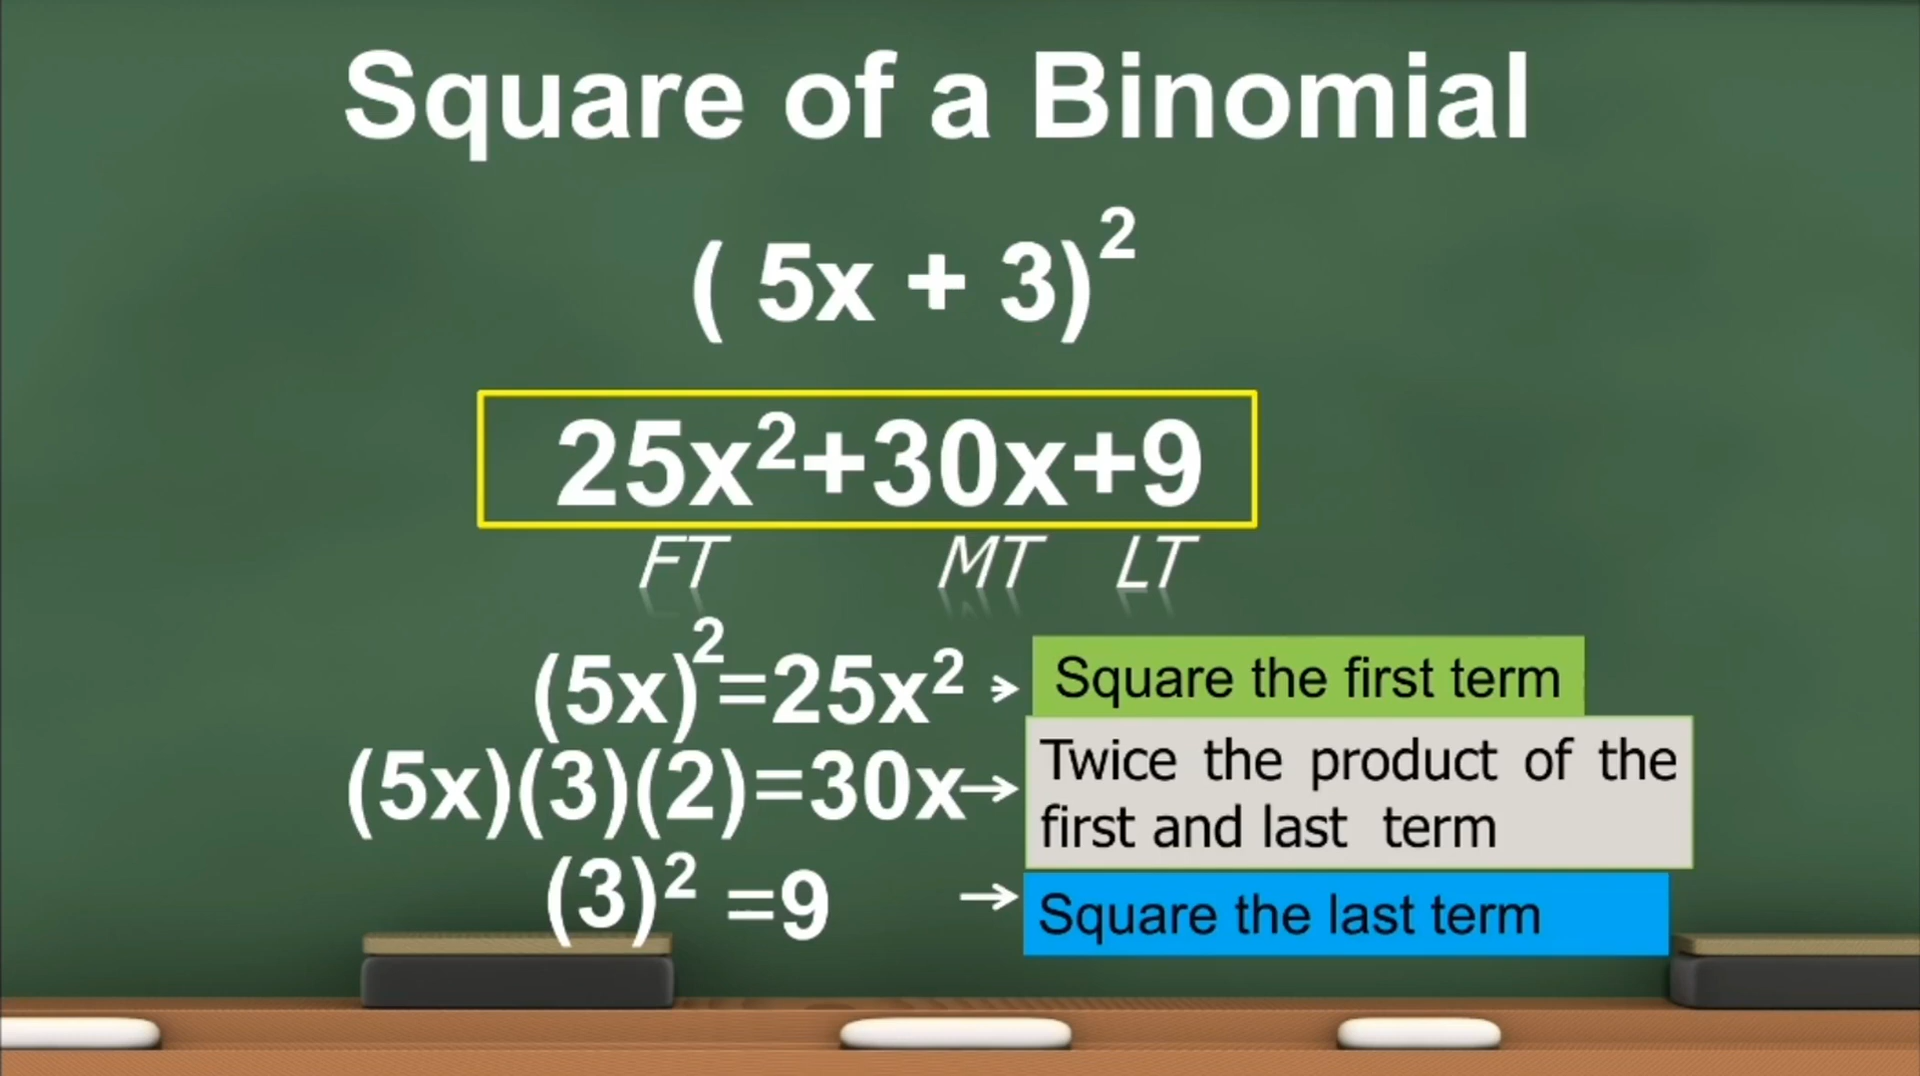 Square of a Binomial
( 5x + 3)²
25x²+30x+9
FT MT LT
(5x)²=25x² → Square the first term
(5x)(3)(2)=30x→ Twice the product of the
first and last term
(3)² =9 → Square the last term